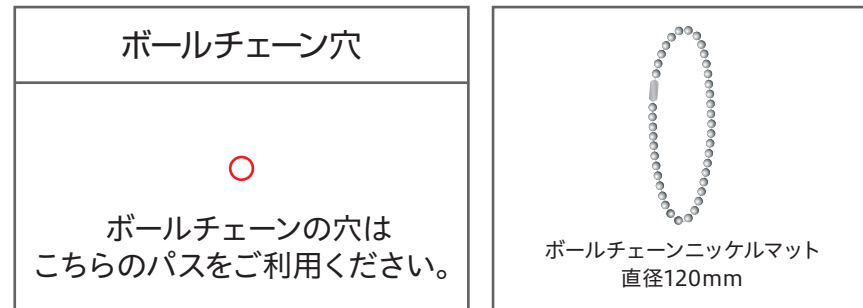 ボールチェーン穴
ボールチェーンの穴は
こちらのパスをご利用ください。
ボールチェーンニッケルマット
直径120mm